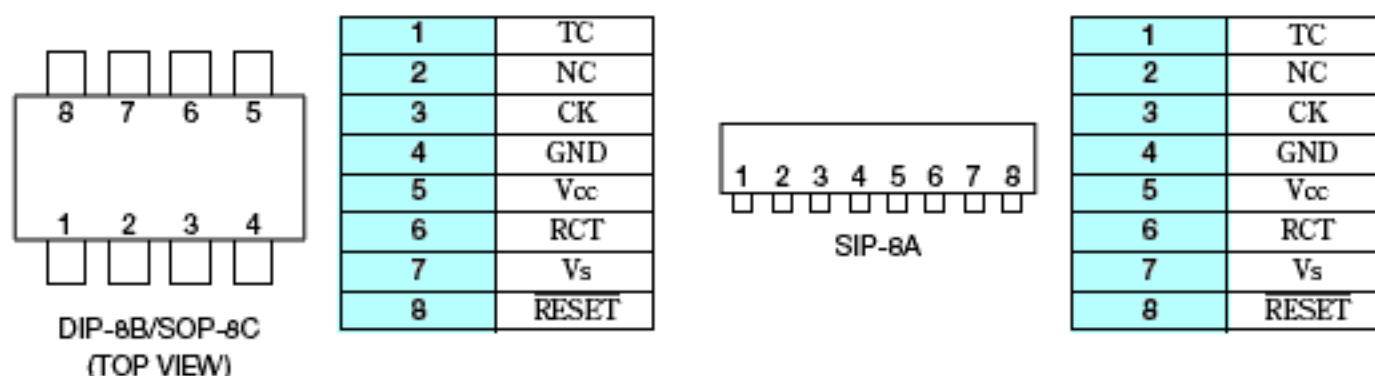 8 7 6 5
1 2 3 4
DIP-8B/SOP-8C
(TOP VIEW)
1 TC
2 NC
3 CK
4 GND
5 Vcc
6 RCT
7 Vs
8 RESET
1 2 3 4 5 6 7 8
SIP-8A
1 TC
2 NC
3 CK
4 GND
5 Vcc
6 RCT
7 Vs
8 RESET